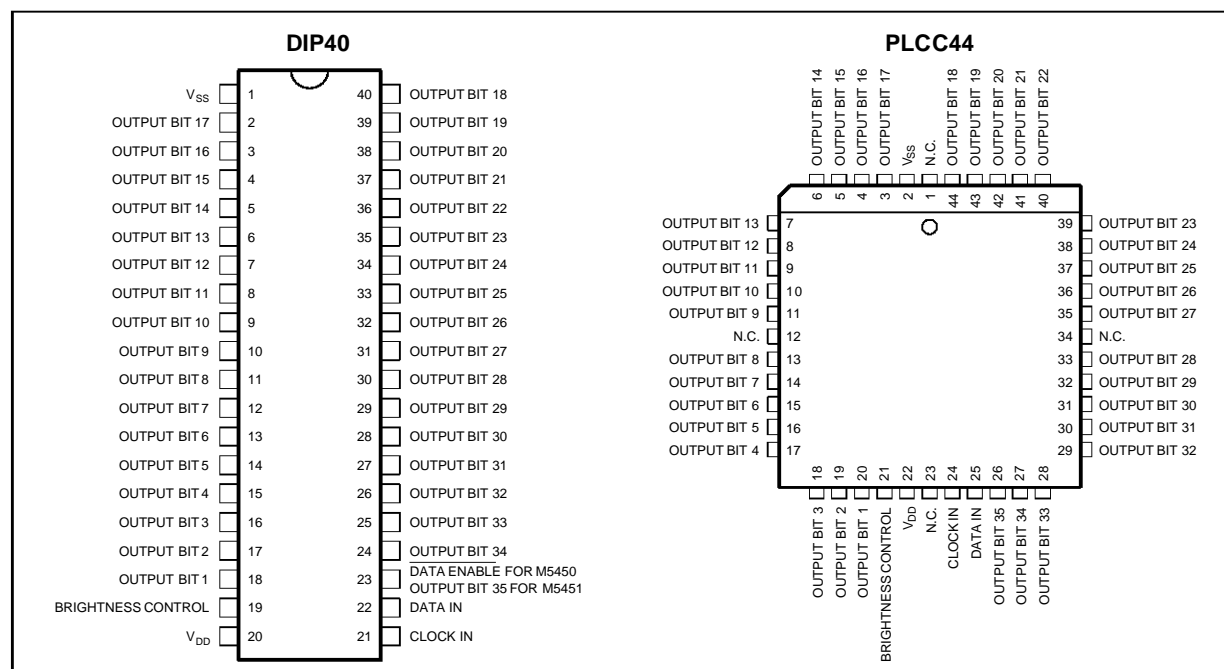 DIP40
VSS 1 40 OUTPUT BIT 18
OUTPUT BIT 17 2 39 OUTPUT BIT 19
OUTPUT BIT 16 3 38 OUTPUT BIT 20
OUTPUT BIT 15 4 37 OUTPUT BIT 21
OUTPUT BIT 14 5 36 OUTPUT BIT 22
OUTPUT BIT 13 6 35 OUTPUT BIT 23
OUTPUT BIT 12 7 34 OUTPUT BIT 24
OUTPUT BIT 11 8 33 OUTPUT BIT 25
OUTPUT BIT 10 9 32 OUTPUT BIT 26
OUTPUT BIT 9 10 31 OUTPUT BIT 27
OUTPUT BIT 8 11 30 OUTPUT BIT 28
OUTPUT BIT 7 12 29 OUTPUT BIT 29
OUTPUT BIT 6 13 28 OUTPUT BIT 30
OUTPUT BIT 5 14 27 OUTPUT BIT 31
OUTPUT BIT 4 15 26 OUTPUT BIT 32
OUTPUT BIT 3 16 25 OUTPUT BIT 33
OUTPUT BIT 2 17 24 OUTPUT BIT 34
OUTPUT BIT 1 18 23 DATA ENABLE FOR M5450
OUTPUT BIT 35 FOR M5451
BRIGHTNESS CONTROL 19 22 DATA IN
VDD 20 21 CLOCK IN
PLCC44
OUTPUT BIT 14
OUTPUT BIT 15
OUTPUT BIT 16
OUTPUT BIT 17
VSS
N.C.
OUTPUT BIT 18
OUTPUT BIT 19
OUTPUT BIT 20
OUTPUT BIT 21
OUTPUT BIT 22
6 5 4 3 2 1 44 43 42 41 40
OUTPUT BIT 13 7 39 OUTPUT BIT 23
OUTPUT BIT 12 8 38 OUTPUT BIT 24
OUTPUT BIT 11 9 37 OUTPUT BIT 25
OUTPUT BIT 10 10 36 OUTPUT BIT 26
OUTPUT BIT 9 11 35 OUTPUT BIT 27
N.C. 12 34 N.C.
OUTPUT BIT 8 13 33 OUTPUT BIT 28
OUTPUT BIT 7 14 32 OUTPUT BIT 29
OUTPUT BIT 6 15 31 OUTPUT BIT 30
OUTPUT BIT 5 16 30 OUTPUT BIT 31
OUTPUT BIT 4 17 29 OUTPUT BIT 32
18 19 20 21 22 23 24 25 26 27 28
OUTPUT BIT 3
OUTPUT BIT 2
OUTPUT BIT 1
BRIGHTNESS CONTROL
VDD
N.C.
CLOCK IN
DATA IN
OUTPUT BIT 35
OUTPUT BIT 34
OUTPUT BIT 33